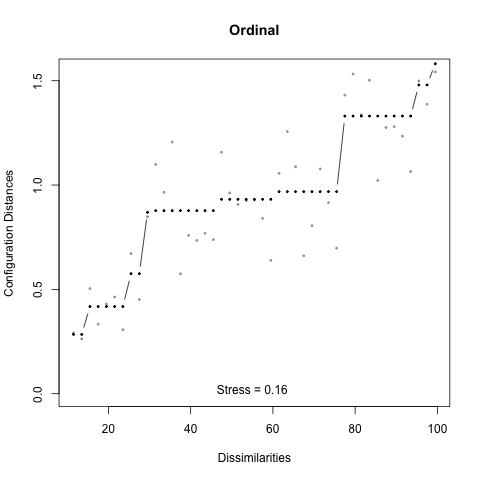 Ordinal
Configuration Distances
1.5
1.0
0.5
0.0
Stress = 0.16
20 40 60 80 100
Dissimilarities